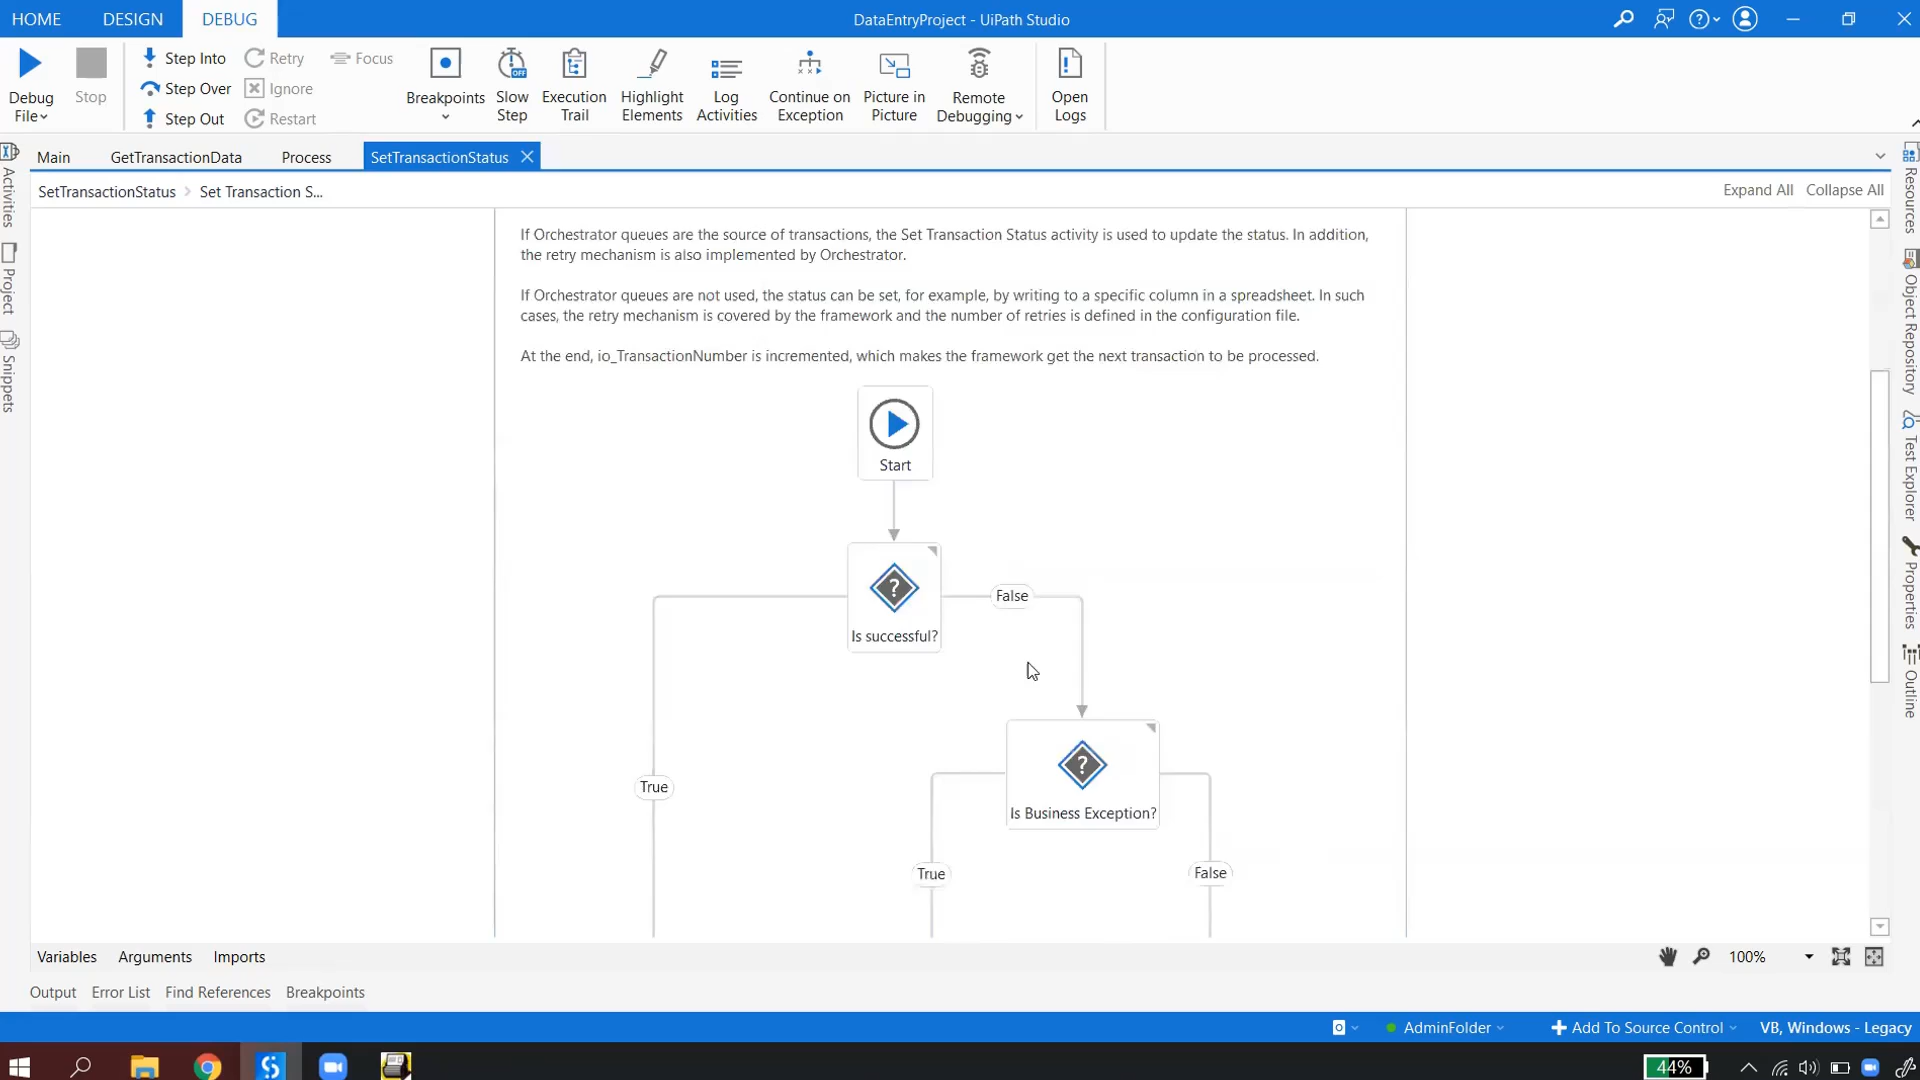 HOME DESIGN DEBUG
DataEntryProject - UiPath Studio
Debug File
Stop
Step Into
Step Over
Step Out
Retry
Ignore
Restart
Focus
Breakpoints
Slow Step
OFF
Execution Trail
Highlight Elements
Log Activities
Continue on Exception
Picture in Picture
Remote Debugging
Open Logs
Main GetTransactionData Process SetTransactionStatus
SetTransactionStatus > Set Transaction S...
Expand All Collapse All
Activities
Project
Snippets
If Orchestrator queues are the source of transactions, the Set Transaction Status activity is used to update the status. In addition,
the retry mechanism is also implemented by Orchestrator.
If Orchestrator queues are not used, the status can be set, for example, by writing to a specific column in a spreadsheet. In such
cases, the retry mechanism is covered by the framework and the number of retries is defined in the configuration file.
At the end, io_TransactionNumber is incremented, which makes the framework get the next transaction to be processed.
Start
?
Is successful?
False
True
?
Is Business Exception?
True
False
Resources
Object Repository
Test Explorer
Properties
Outline
Variables Arguments Imports
100%
Output Error List Find References Breakpoints
AdminFolder
Add To Source Control
VB, Windows - Legacy
44%